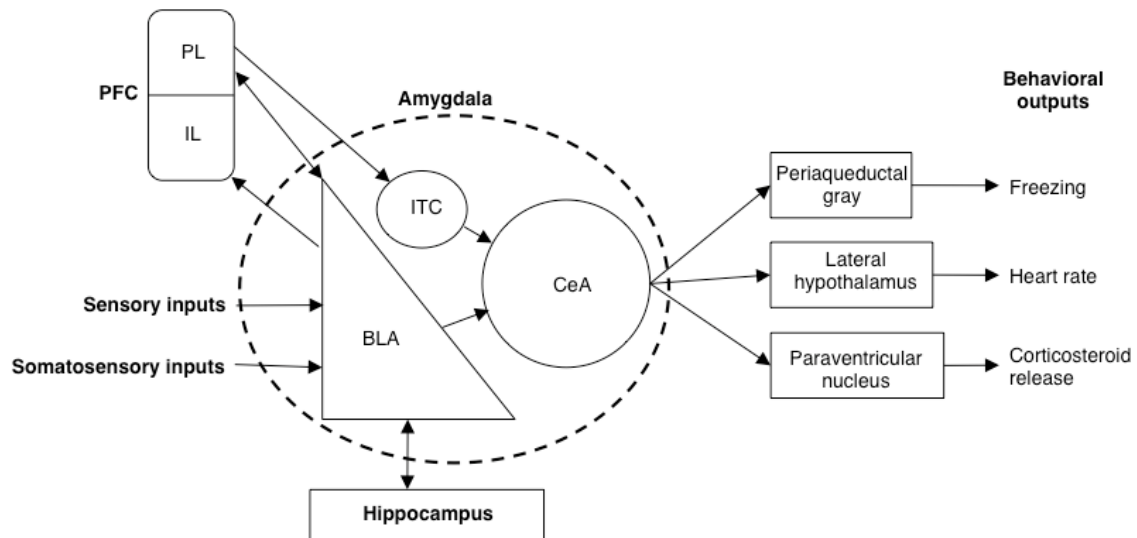 PL
PFC
IL
Amygdala
ITC
CeA
BLA
Sensory inputs
Somatosensory inputs
Hippocampus
Behavioral
outputs
Periaqueductal
gray
Freezing
Lateral
hypothalamus
Heart rate
Paraventricular
nucleus
Corticosteroid
release